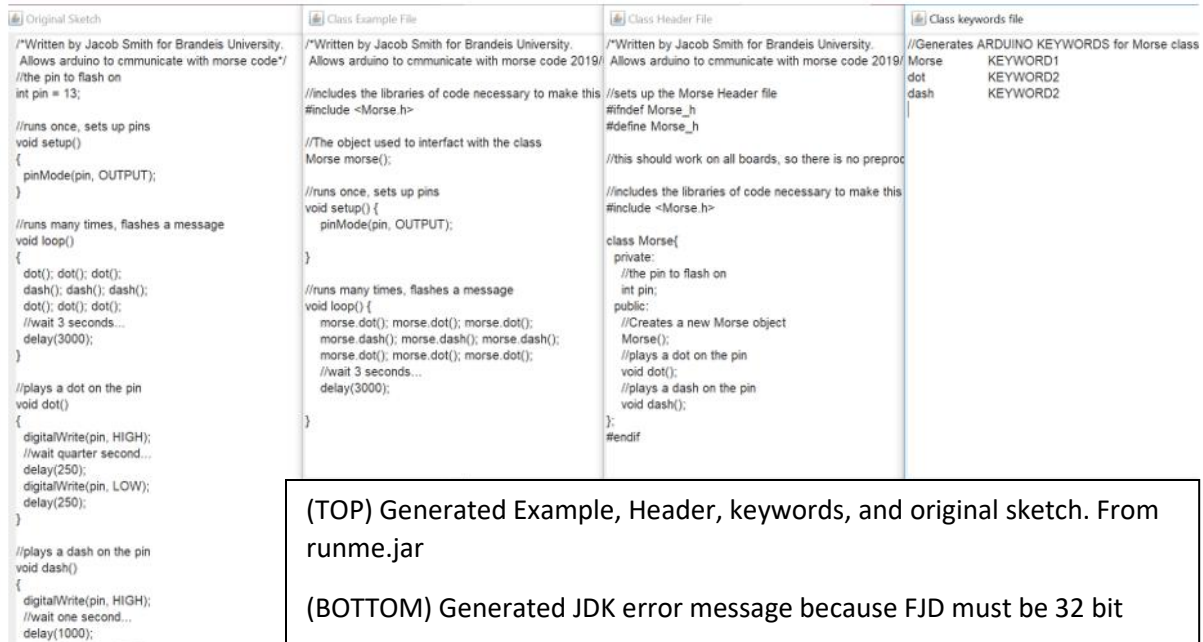 Original Sketch
/*Written by Jacob Smith for Brandeis University.
Allows arduino to cmmunicate with morse code*/
//the pin to flash on
int pin = 13;
//runs once, sets up pins
void setup()
{
pinMode(pin, OUTPUT);
}
//runs many times, flashes a message
void loop()
{
dot(); dot(); dot();
dash(); dash(); dash();
dot(); dot(); dot();
//wait 3 seconds...
delay(3000);
}
//plays a dot on the pin
void dot()
{
digitalWrite(pin, HIGH);
//wait quarter second...
delay(250);
digitalWrite(pin, LOW);
delay(250);
}
//plays a dash on the pin
void dash()
{
digitalWrite(pin, HIGH);
//wait one second...
delay(1000);
Class Example File
/*Written by Jacob Smith for Brandeis University.
Allows arduino to cmmunicate with morse code 2019/
//includes the libraries of code necessary to make this
#include <Morse.h>
//The object used to interfact with the class
Morse morse();
//runs once, sets up pins
void setup() {
pinMode(pin, OUTPUT);
}
//runs many times, flashes a message
void loop() {
morse.dot(); morse.dot(); morse.dot();
morse.dash(); morse.dash(); morse.dash();
morse.dot(); morse.dot(); morse.dot();
//wait 3 seconds...
delay(3000);
}
Class Header File
/*Written by Jacob Smith for Brandeis University.
Allows arduino to cmmunicate with morse code 2019/
//sets up the Morse Header file
#ifndef Morse_h
#define Morse_h
//this should work on all boards, so there is no preproc
//includes the libraries of code necessary to make this
#include <Morse.h>
class Morse{
private:
//the pin to flash on
int pin;
public:
//Creates a new Morse object
Morse();
//plays a dot on the pin
void dot();
//plays a dash on the pin
void dash();
};
#endif
Class keywords file
//Generates ARDUINO KEYWORDS for Morse class
Morse KEYWORD1
dot KEYWORD2
dash KEYWORD2
(TOP) Generated Example, Header, keywords, and original sketch. From
runme.jar
(BOTTOM) Generated JDK error message because FJD must be 32 bit